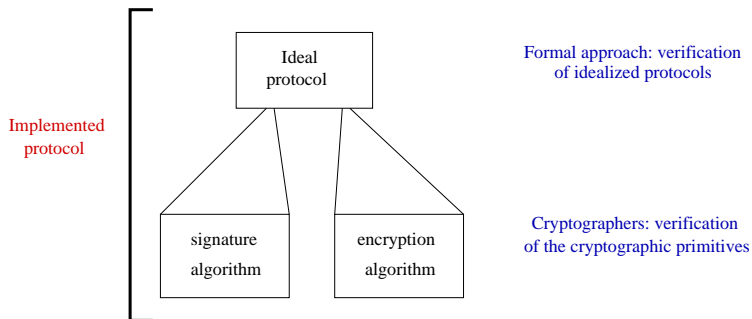 Ideal
protocol
Formal approach: verification
of idealized protocols
Implemented
protocol
signature
algorithm
encryption
algorithm
Cryptographers: verification
of the cryptographic primitives